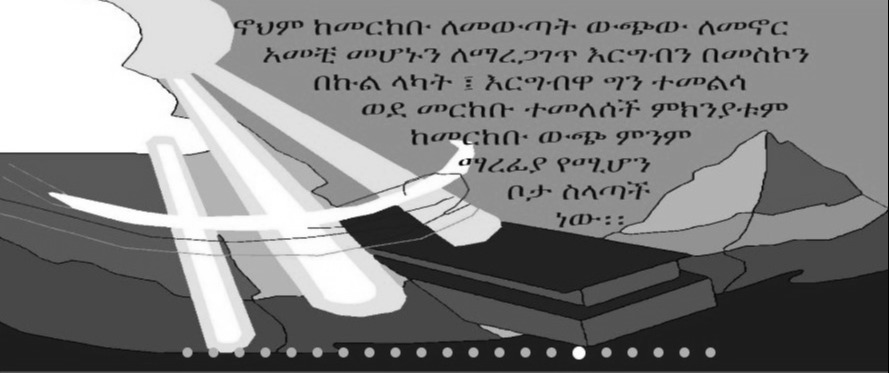 ኖህም ከመርከቡ ለመውጣት ውጭው ለመኖር
አመቺ መሆኑን ለማረጋገጥ እርግብን በመስኮን
በኩል ላካት ፤ እርግብዋ ግን ተመልሳ
ወደ መርከቡ ተመለሰች ምክንያቱም
ከመርከቡ ውጭ ምንም
ማረፊያ የሚሆን
ቦታ ስላጣች
ነው፡፡